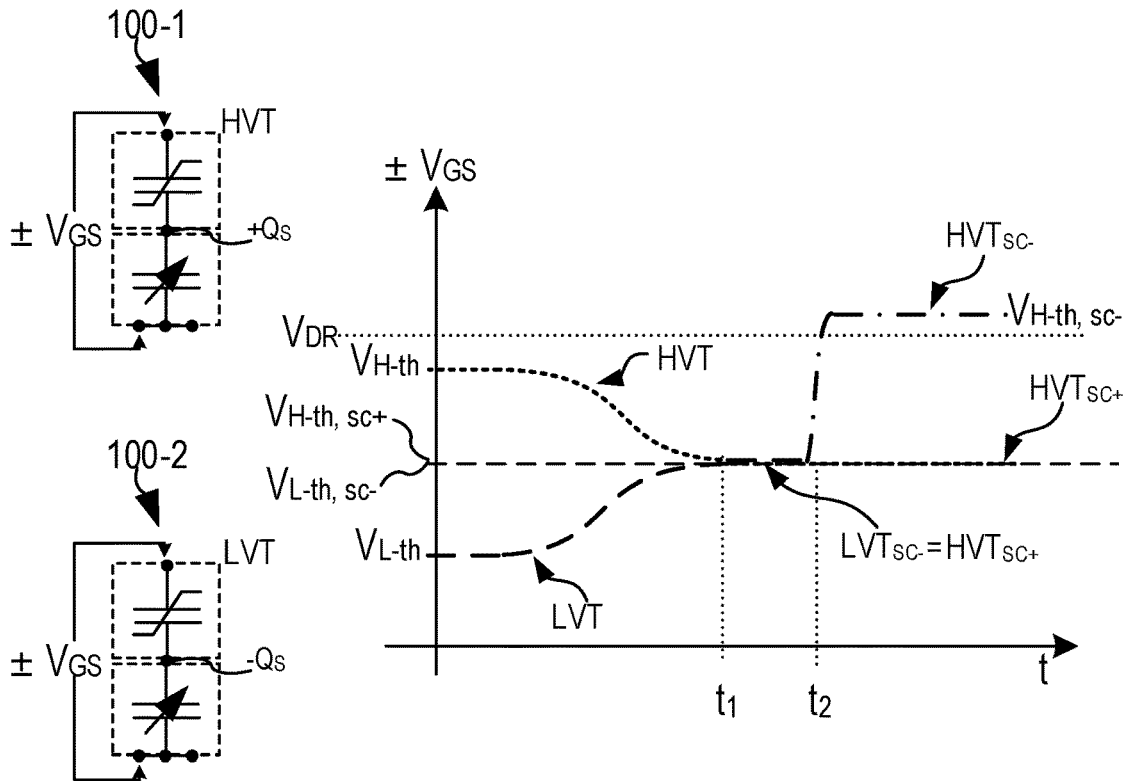 100-1
HVT
± VGS
+QS
100-2
LVT
± VGS
-QS
± VGS
VDR
VH-th
VH-th, SC+
VL-th, SC-
VL-th
HVT
LVT
HVTSC-
VH-th, SC-
HVTSC+
LVTSC-=HVTSC+
t1
t2
t